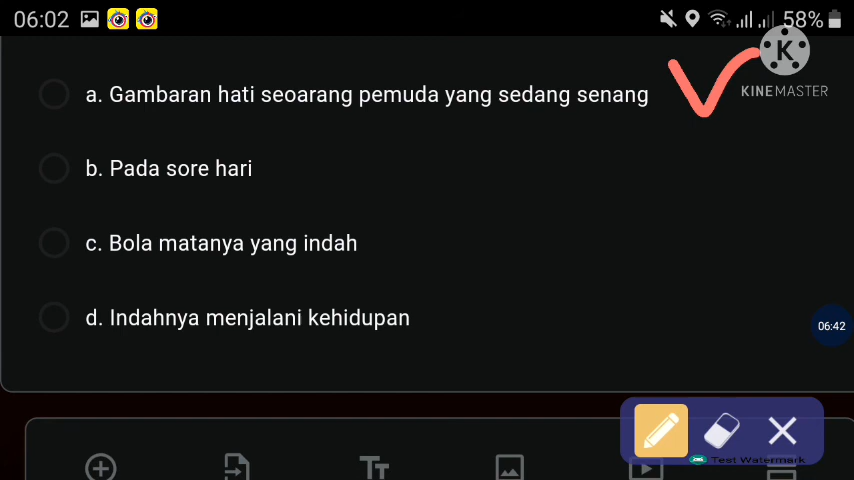 06:02 58%
K
KINEMASTER
a. Gambaran hati seoarang pemuda yang sedang senang
b. Pada sore hari
c. Bola matanya yang indah
d. Indahnya menjalani kehidupan
06:42
Test Watermark
Tт